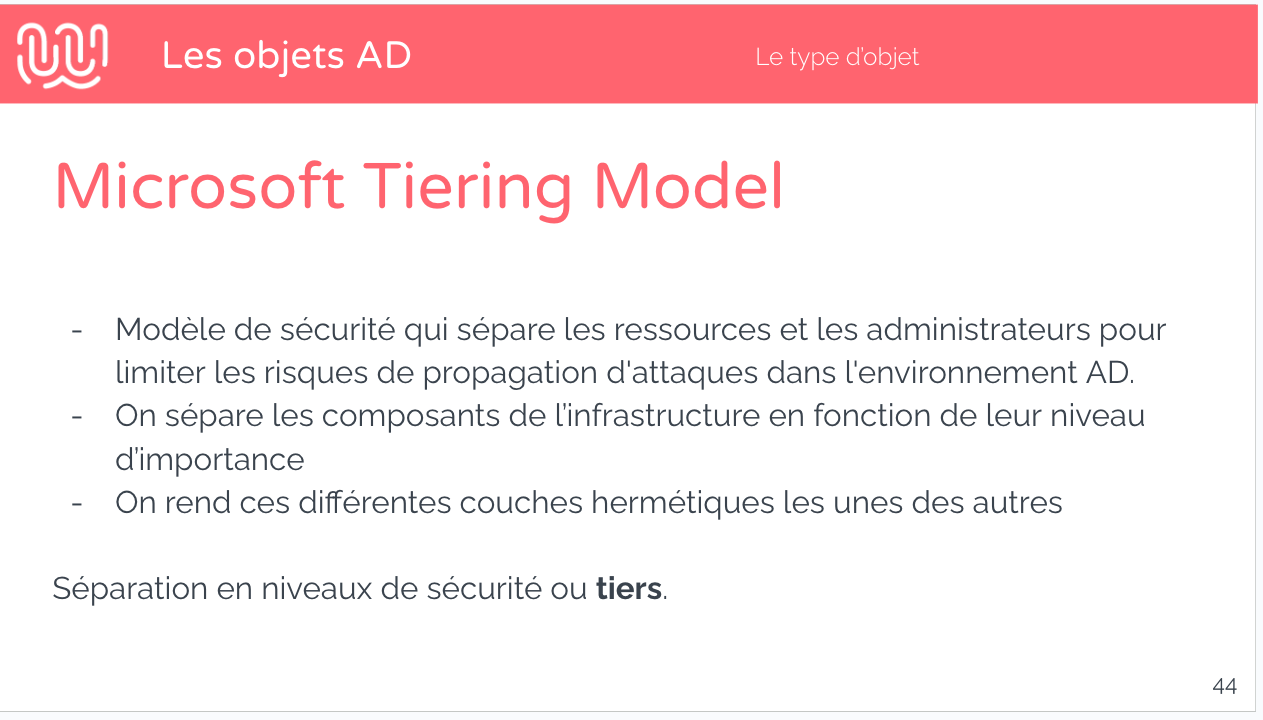 Les objets AD
Le type d’objet
Microsoft Tiering Model
- Modèle de sécurité qui sépare les ressources et les administrateurs pour
limiter les risques de propagation d'attaques dans l'environnement AD.
- On sépare les composants de l’infrastructure en fonction de leur niveau
d’importance
- On rend ces différentes couches hermétiques les unes des autres
Séparation en niveaux de sécurité ou tiers.
44